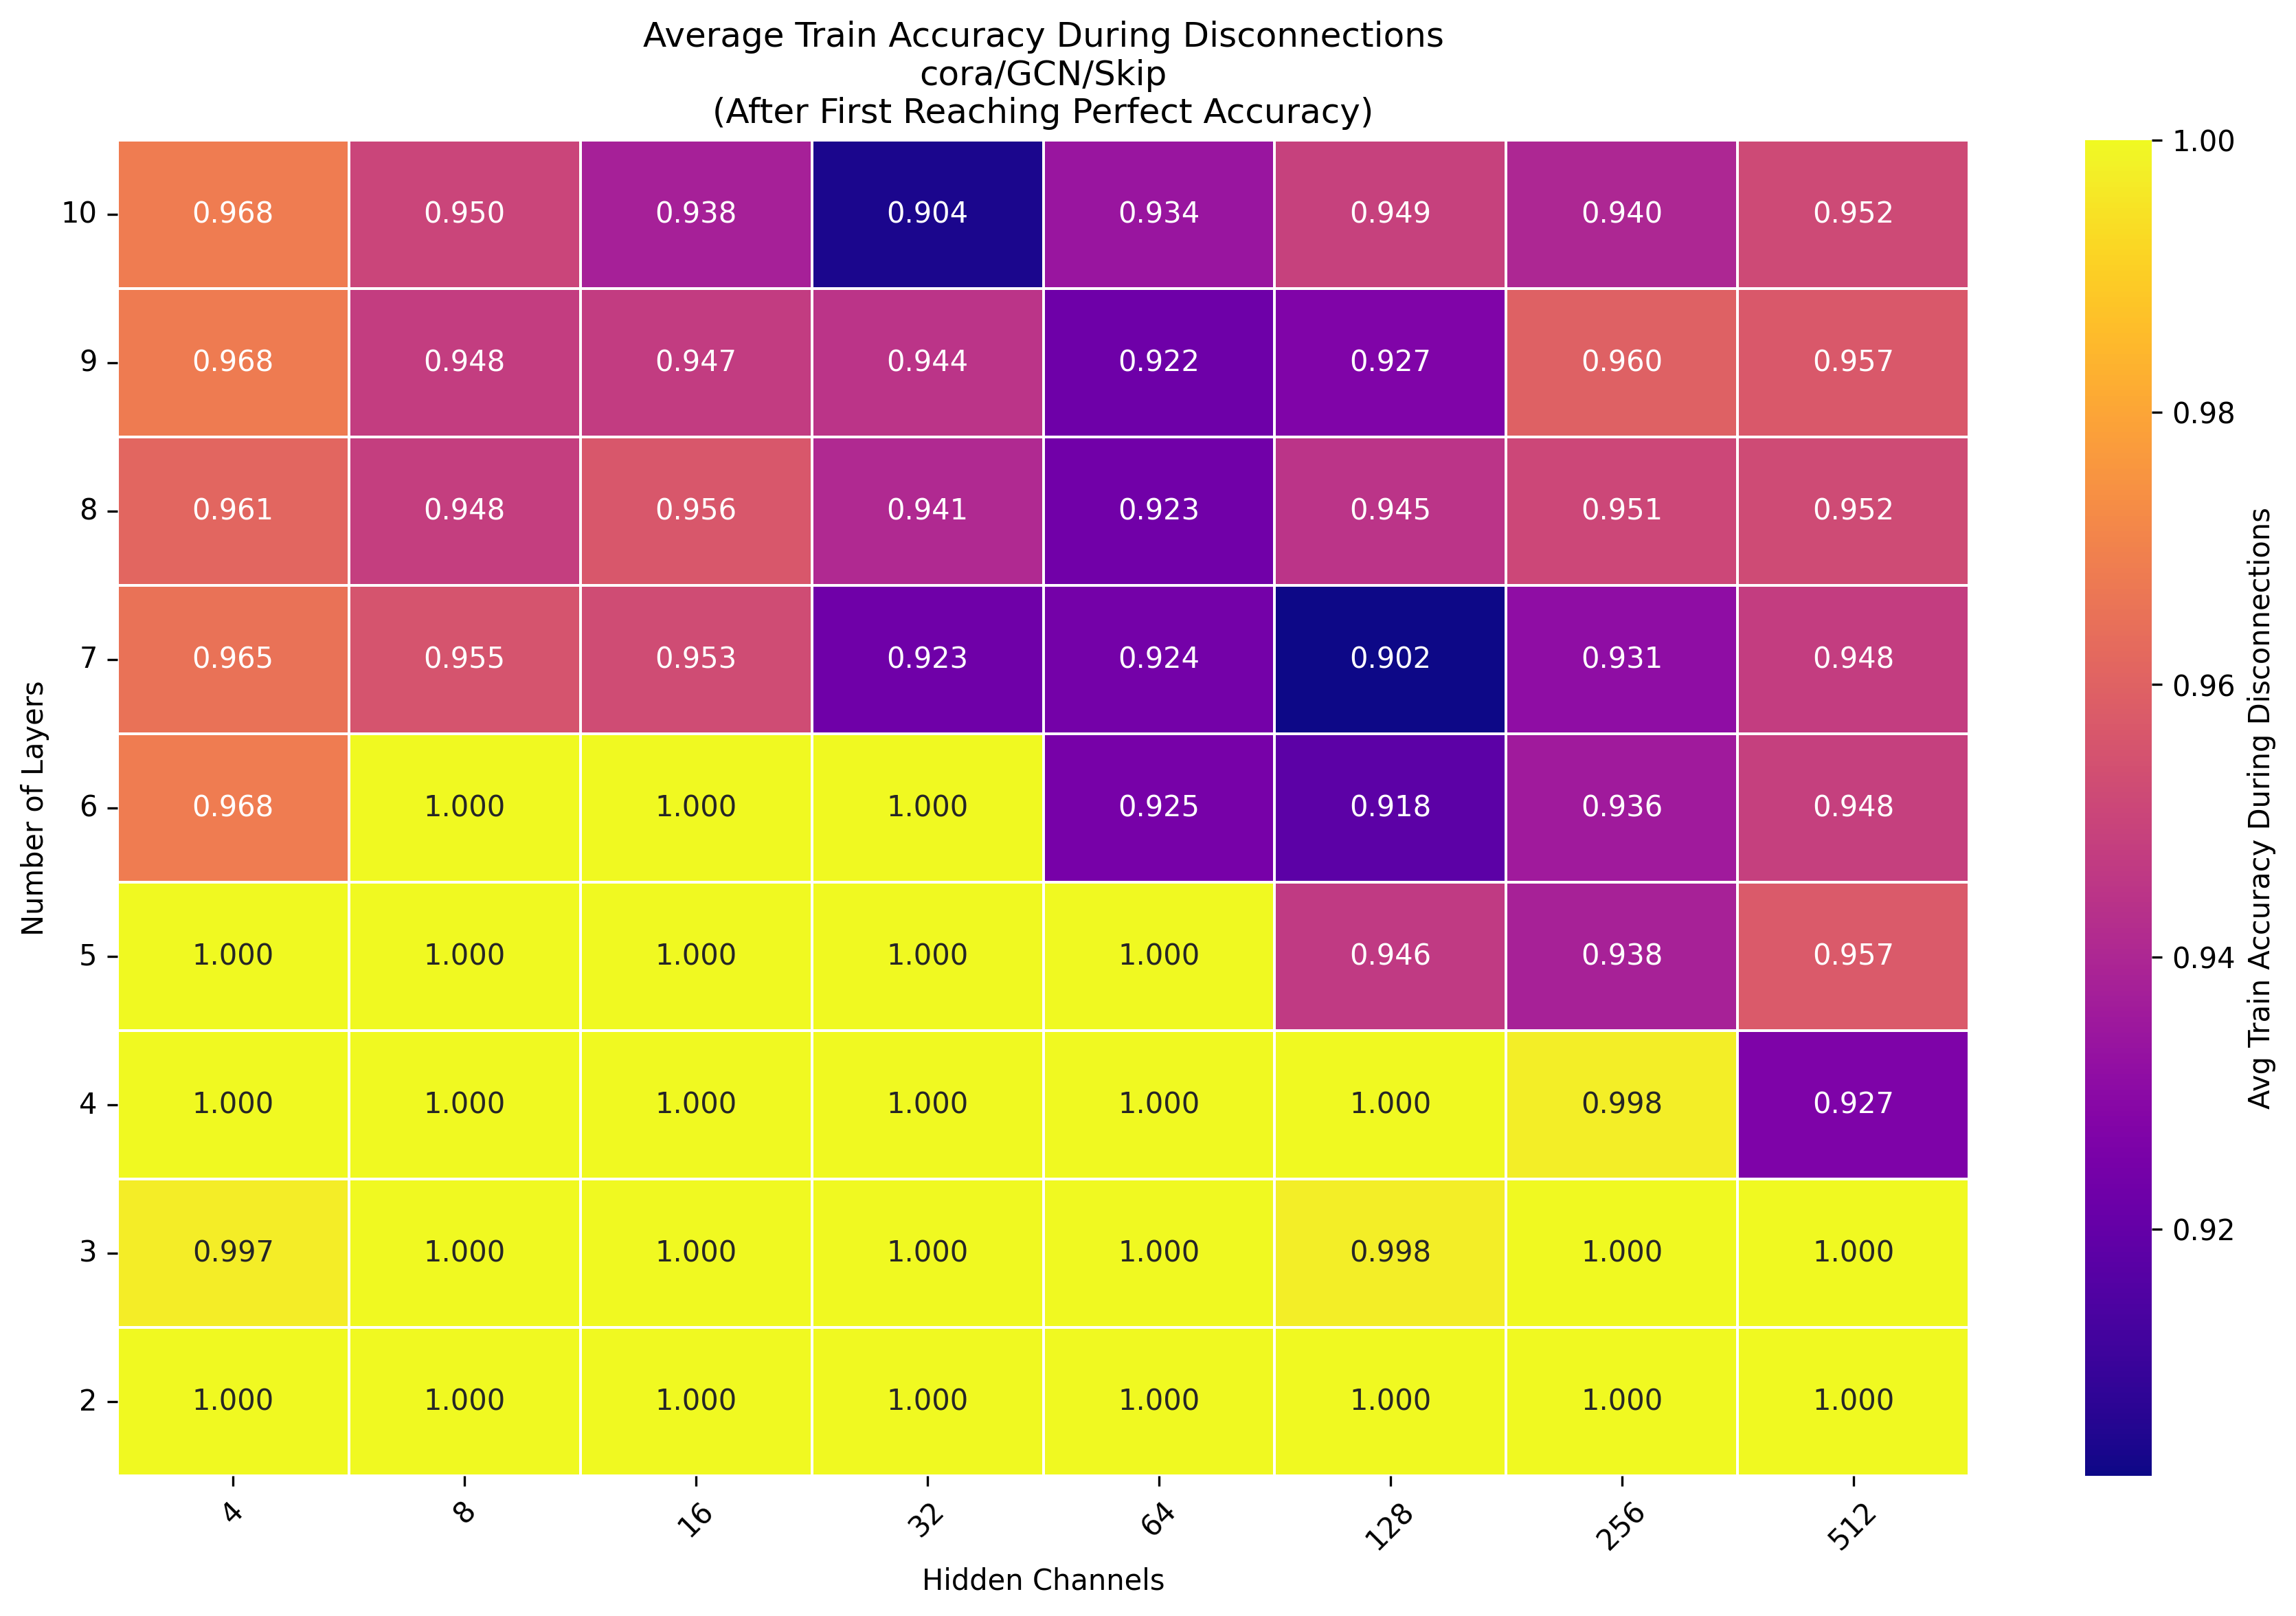 Average Train Accuracy During Disconnections
cora/GCN/Skip
(After First Reaching Perfect Accuracy)
Number of Layers
10 0.968 0.950 0.938 0.904 0.934 0.949 0.940 0.952
9 0.968 0.948 0.947 0.944 0.922 0.927 0.960 0.957
8 0.961 0.948 0.956 0.941 0.923 0.945 0.951 0.952
7 0.965 0.955 0.953 0.923 0.924 0.902 0.931 0.948
6 0.968 1.000 1.000 1.000 0.925 0.918 0.936 0.948
5 1.000 1.000 1.000 1.000 1.000 0.946 0.938 0.957
4 1.000 1.000 1.000 1.000 1.000 1.000 0.998 0.927
3 0.997 1.000 1.000 1.000 1.000 0.998 1.000 1.000
2 1.000 1.000 1.000 1.000 1.000 1.000 1.000 1.000
4 8 16 32 64 128 256 512
Hidden Channels
1.00
0.98
0.96
0.94
0.92
Avg Train Accuracy During Disconnections